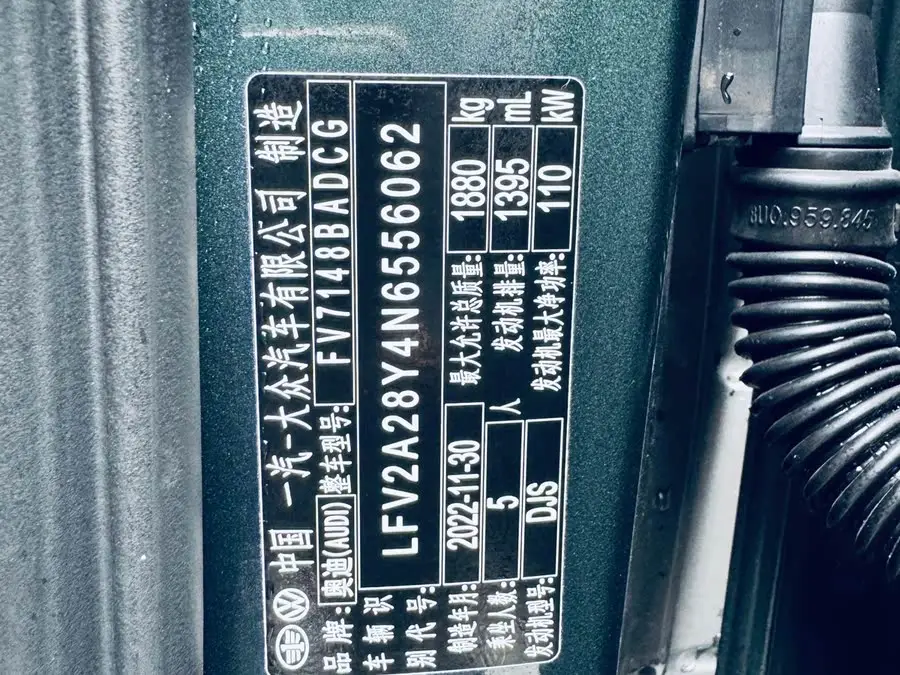 中国 一汽-大众汽车有限公司 制造
品牌:奥迪(AUDI) 整车型号:FV7148BADCG
车辆识别代号:LFV2A28Y4N6556062
制造年月:2022-11-30 最大允许总质量:1880 kg
乘坐人数:5 人 发动机排量:1395 mL
发动机型号:DJS 发动机最大净功率:110 kW
8U0.959.845